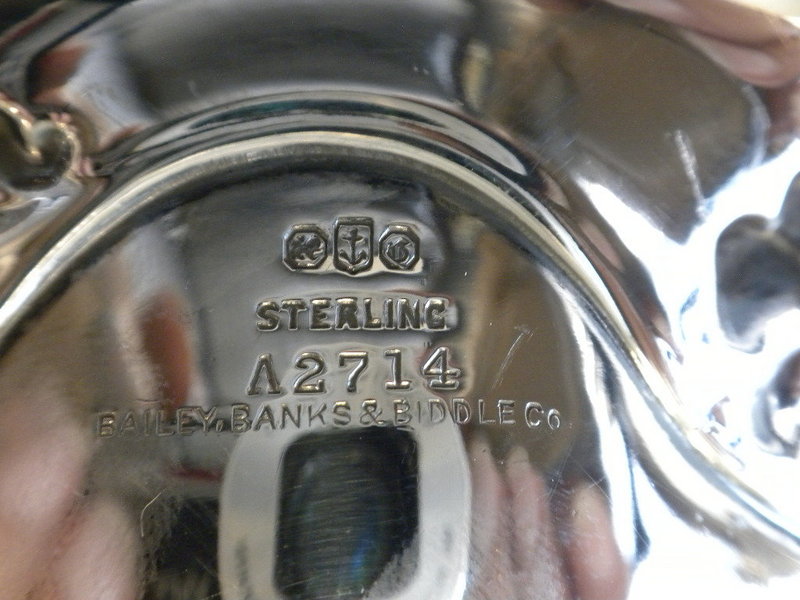 STERLING
A2714
BAILEY, BANKS & BIDDLE Co